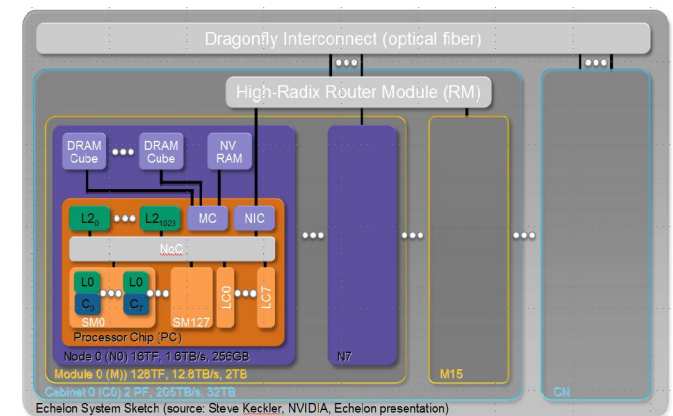 Dragonfly Interconnect (optical fiber)
High-Radix Router Module (RM)
DRAM Cube
DRAM Cube
NV RAM
L2₀
L2₁₀₂₃
MC
NIC
NoC
L0
L0
C₀
C₇
SM0
SM127
LC0
LC7
Processor Chip (PC)
Node 0 (N0) 16TF, 1.6TB/s, 256GB
N7
Module 0 (M)) 128TF, 12.8TB/s, 2TB
M15
Cabinet 0 (C0) 2 PF, 205TB/s, 32TB
CN
Echelon System Sketch (source: Steve Keckler, NVIDIA, Echelon presentation)